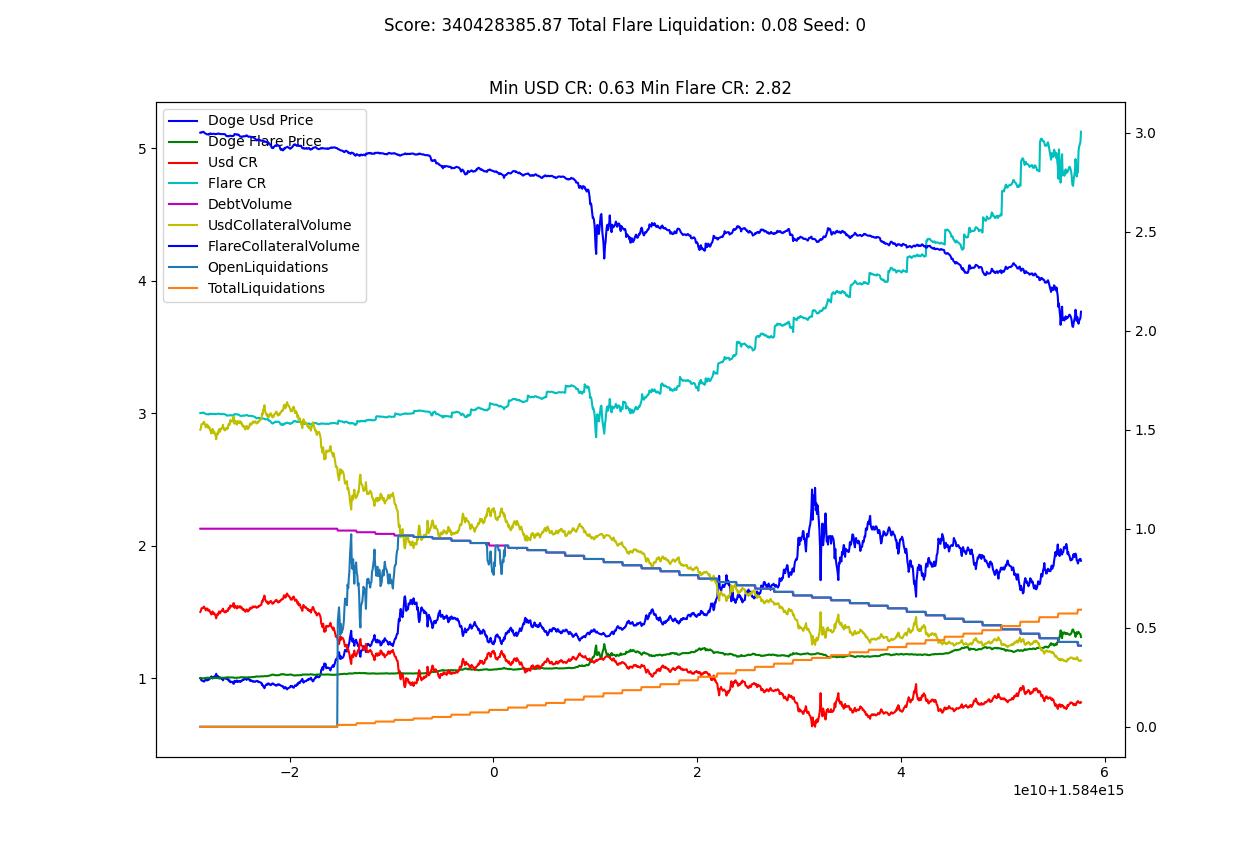 Score: 340428385.87 Total Flare Liquidation: 0.08 Seed: 0
Min USD CR: 0.63 Min Flare CR: 2.82
Doge Usd Price
Doge Flare Price
Usd CR
Flare CR
DebtVolume
UsdCollateralVolume
FlareCollateralVolume
OpenLiquidations
TotalLiquidations
5
4
3
2
1
3.0
2.5
2.0
1.5
1.0
0.5
0.0
−2
0
2
4
6
1e10+1.584e15